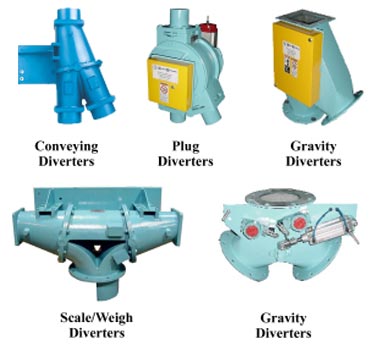 Conveying
Diverters
Plug
Diverters
Gravity
Diverters
Scale/Weigh
Diverters
Gravity
Diverters